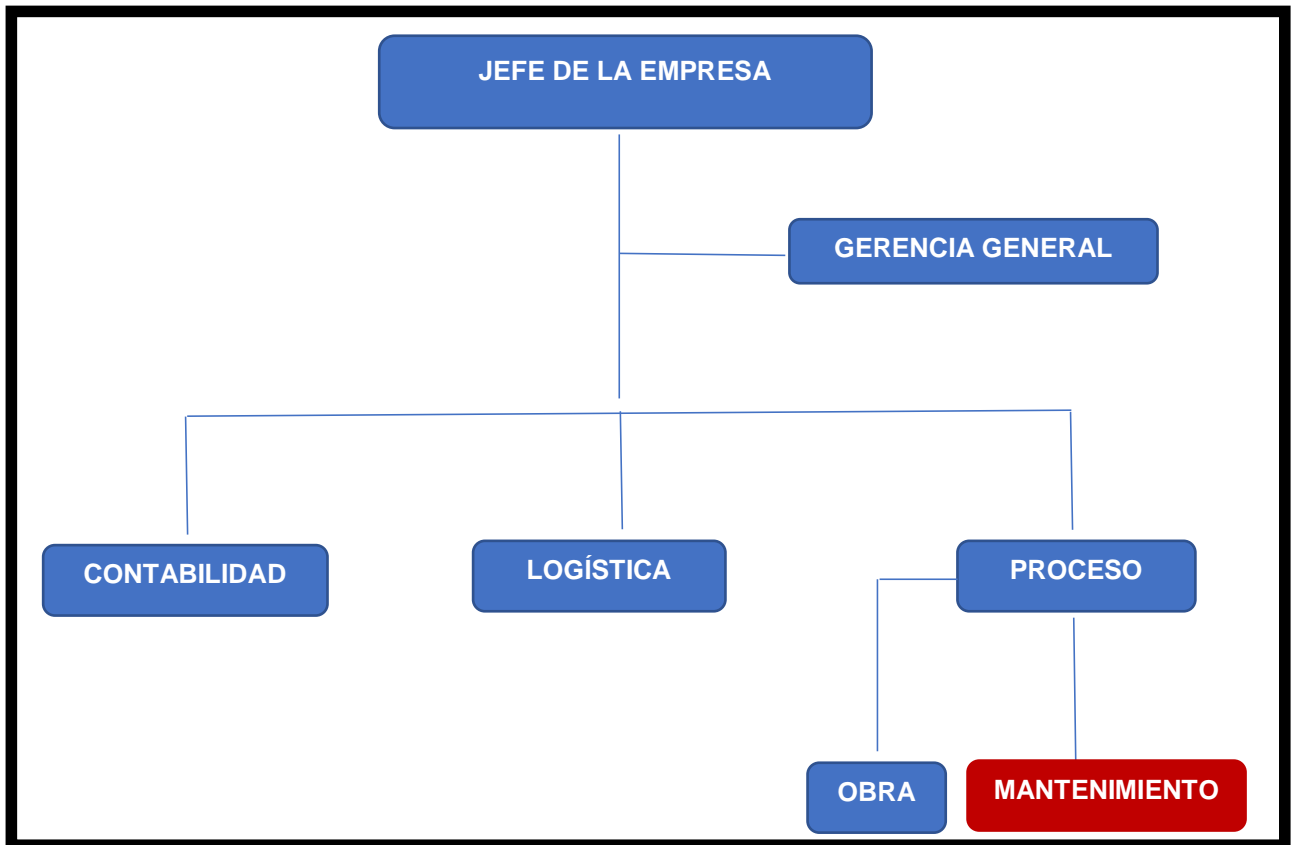 JEFE DE LA EMPRESA
GERENCIA GENERAL
CONTABILIDAD
LOGÍSTICA
PROCESO
OBRA
MANTENIMIENTO